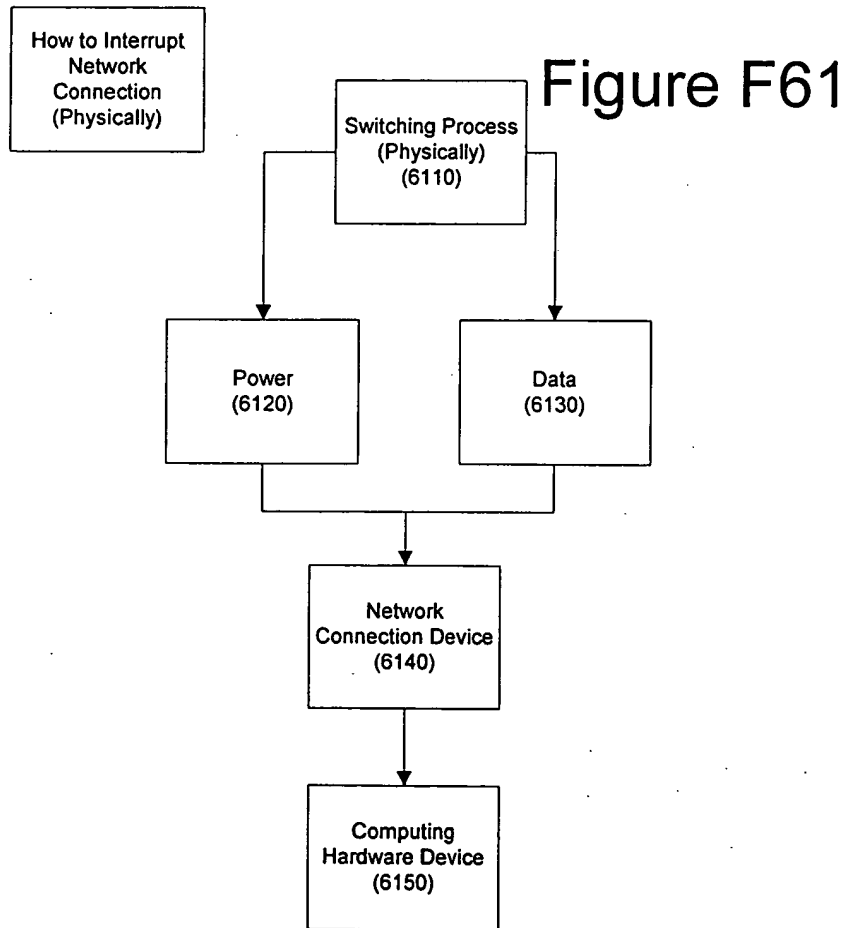 How to Interrupt
Network
Connection
(Physically)
Figure F61
Switching Process
(Physically)
(6110)
Power
(6120)
Data
(6130)
Network
Connection Device
(6140)
Computing
Hardware Device
(6150)